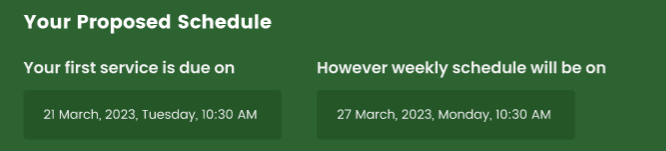 Your Proposed Schedule
Your first service is due on
However weekly schedule will be on
21 March, 2023, Tuesday, 10:30 AM
27 March, 2023, Monday, 10:30 AM